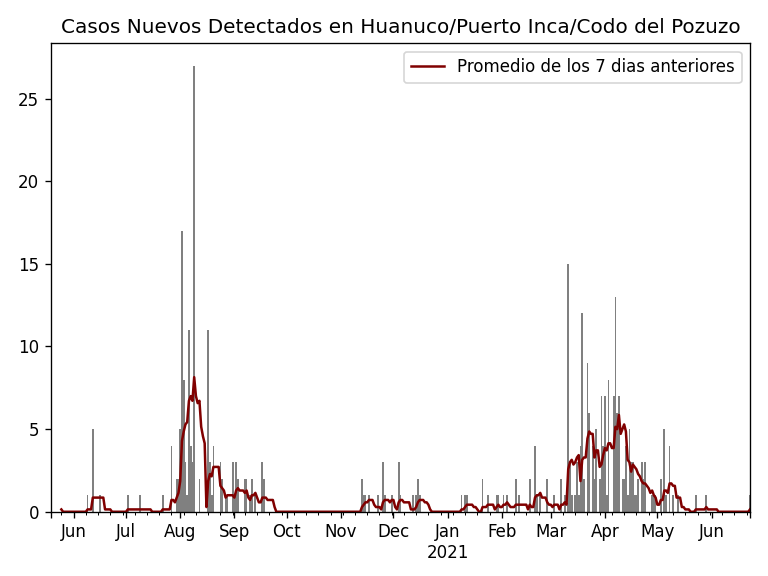 Casos Nuevos Detectados en Huanuco/Puerto Inca/Codo del Pozuzo
Promedio de los 7 dias anteriores
25
20
15
10
5
0
Jun Jul Aug Sep Oct Nov Dec Jan Feb Mar Apr May Jun
2021